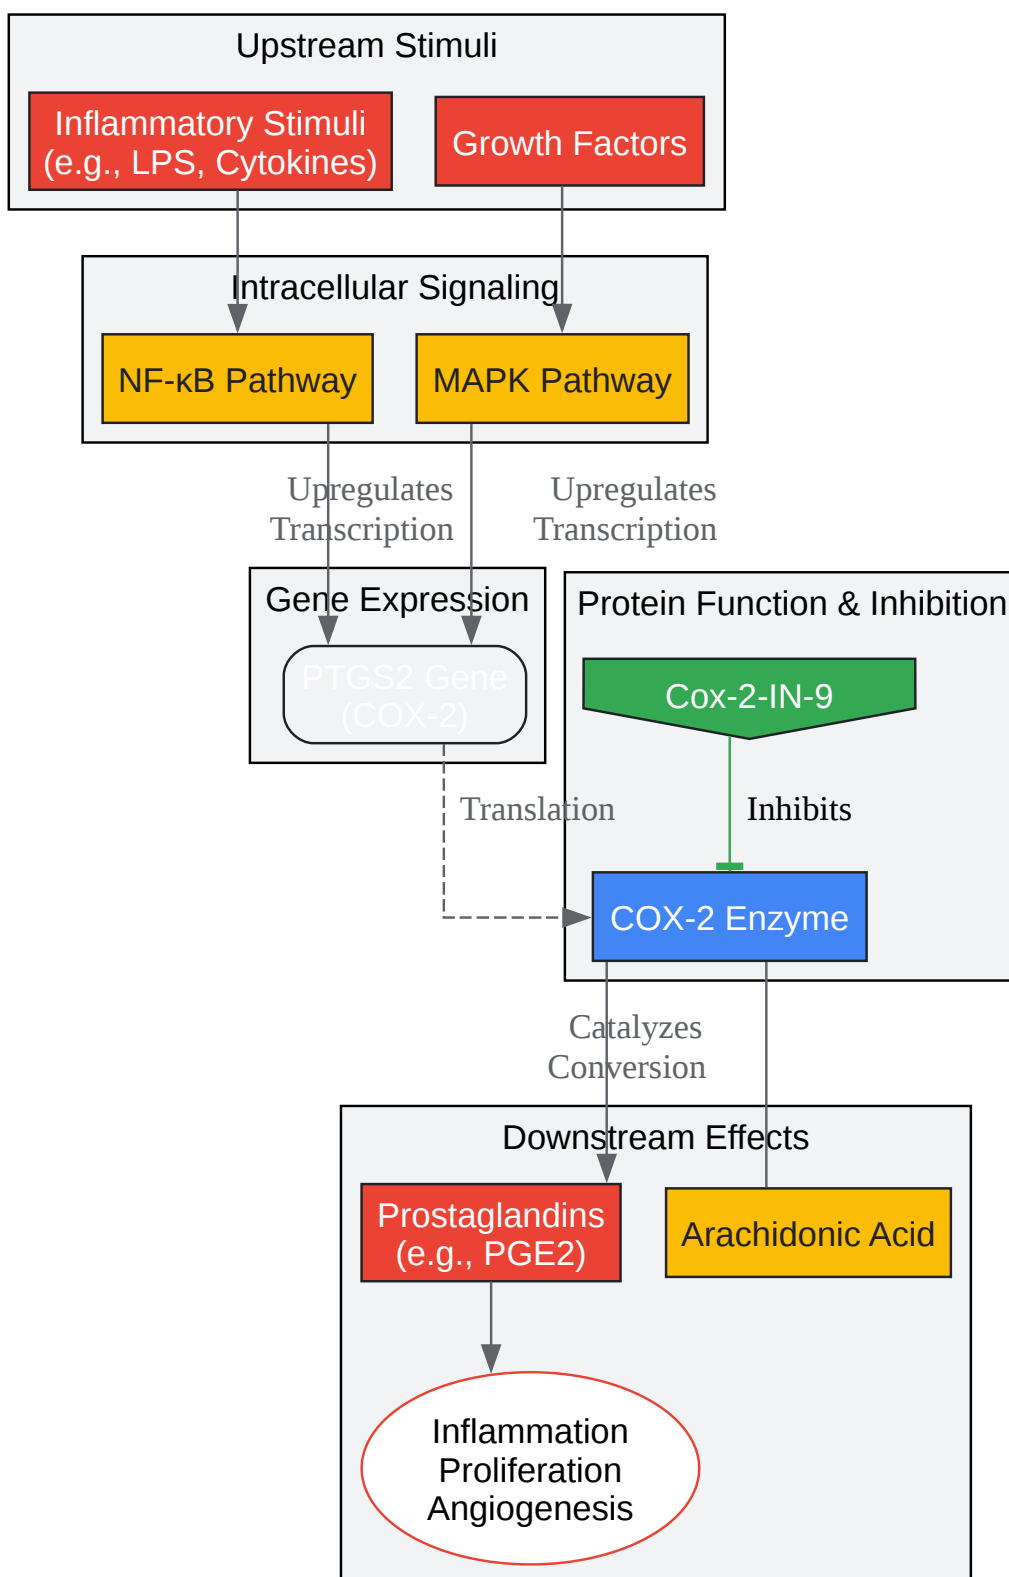 Upstream Stimuli
Inflammatory Stimuli
(e.g., LPS, Cytokines)
Growth Factors
Intracellular Signaling
NF-κB Pathway
MAPK Pathway
Upregulates
Transcription
Upregulates
Transcription
Gene Expression
PTGS2 Gene
(COX-2)
Protein Function & Inhibition
Cox-2-IN-9
Translation
Inhibits
COX-2 Enzyme
Catalyzes
Conversion
Downstream Effects
Prostaglandins
(e.g., PGE2)
Arachidonic Acid
Inflammation
Proliferation
Angiogenesis